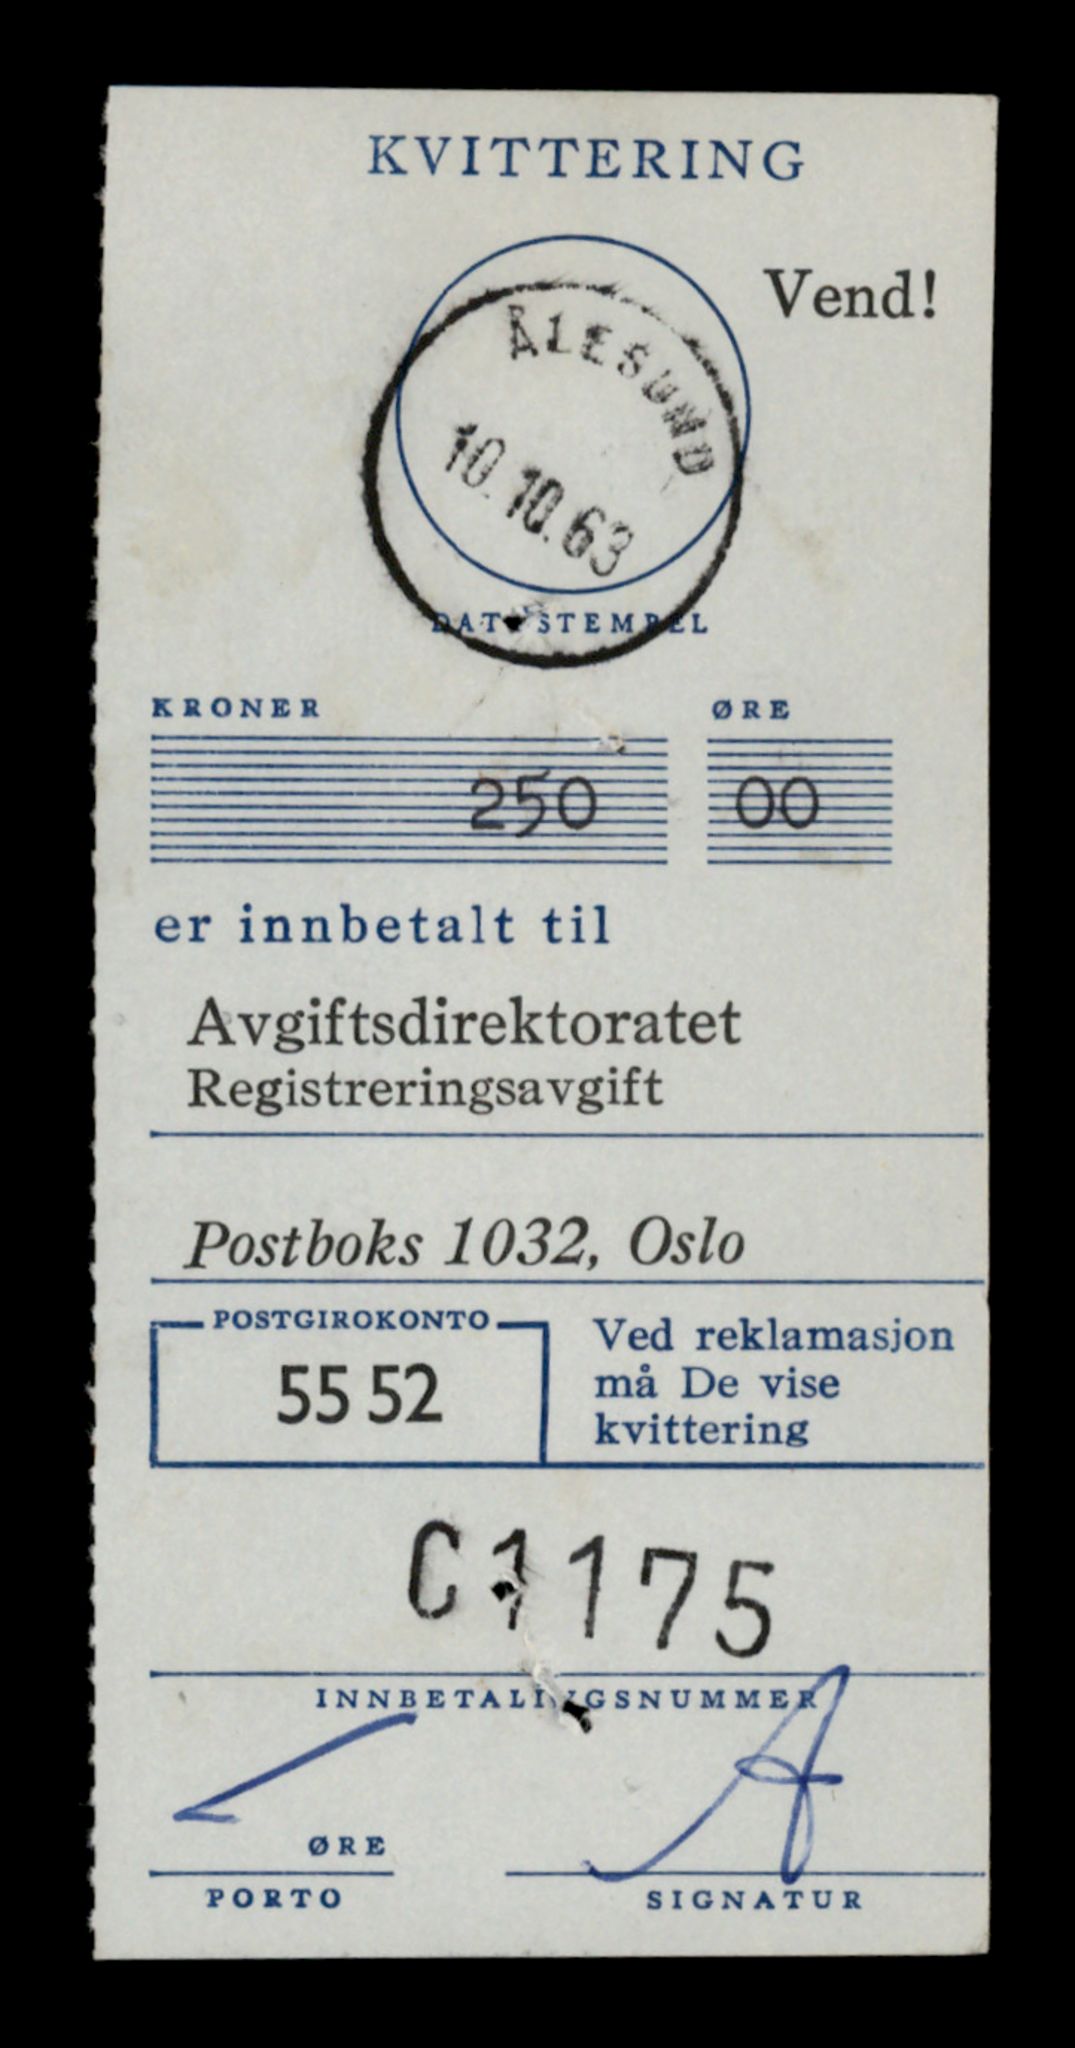 KVITTERING
Vend!
ÅLESUND
10.10.63
DATOSTEMPEL
KRONER ØRE
250 00
er innbetalt til
Avgiftsdirektoratet
Registreringsavgift
Postboks 1032, Oslo
POSTGIROKONTO
55 52
Ved reklamasjon
må De vise
kvittering
C1175
INNBETALINGSNUMMER
ØRE
PORTO
SIGNATUR